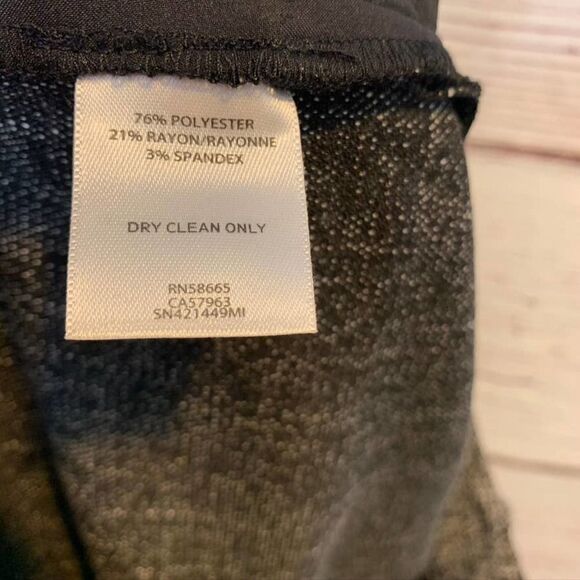 76% POLYESTER
21% RAYON/RAYONNE
3% SPANDEX
DRY CLEAN ONLY
RN58665
CA57963
SN421449MI